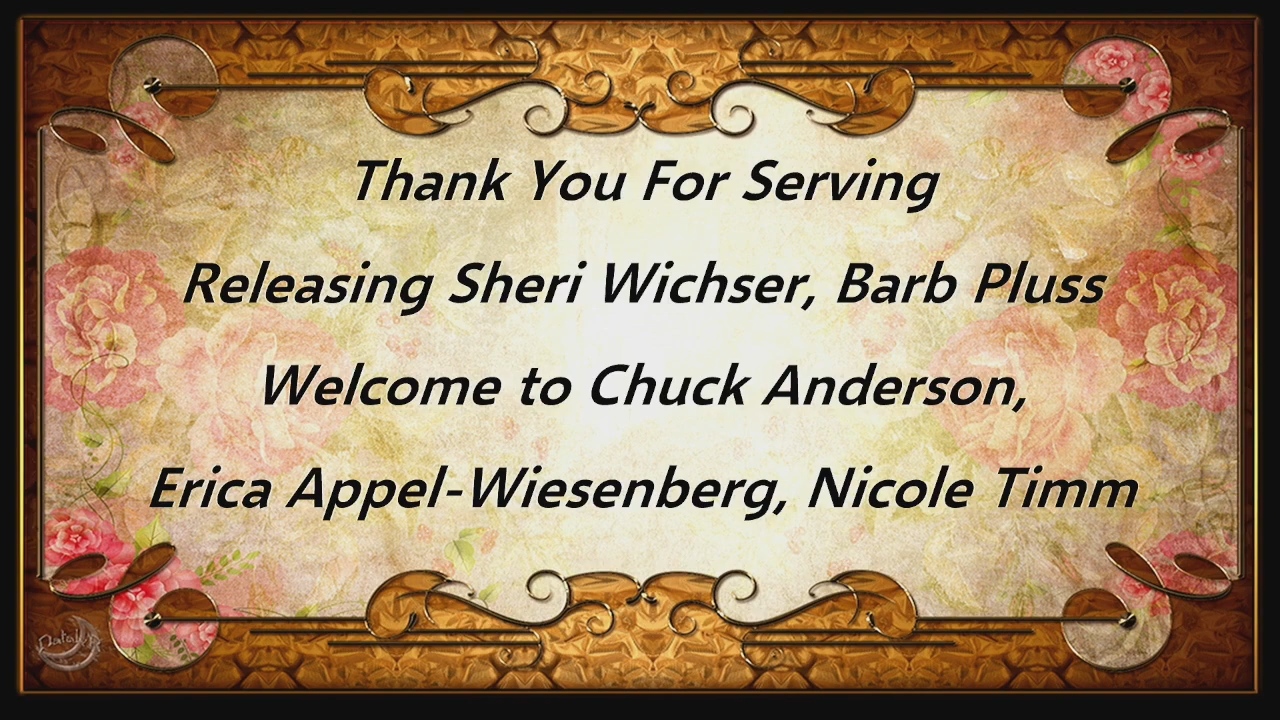 Thank You For Serving
Releasing Sheri Wichser, Barb Pluss
Welcome to Chuck Anderson,
Erica Appel-Wiesenberg, Nicole Timm